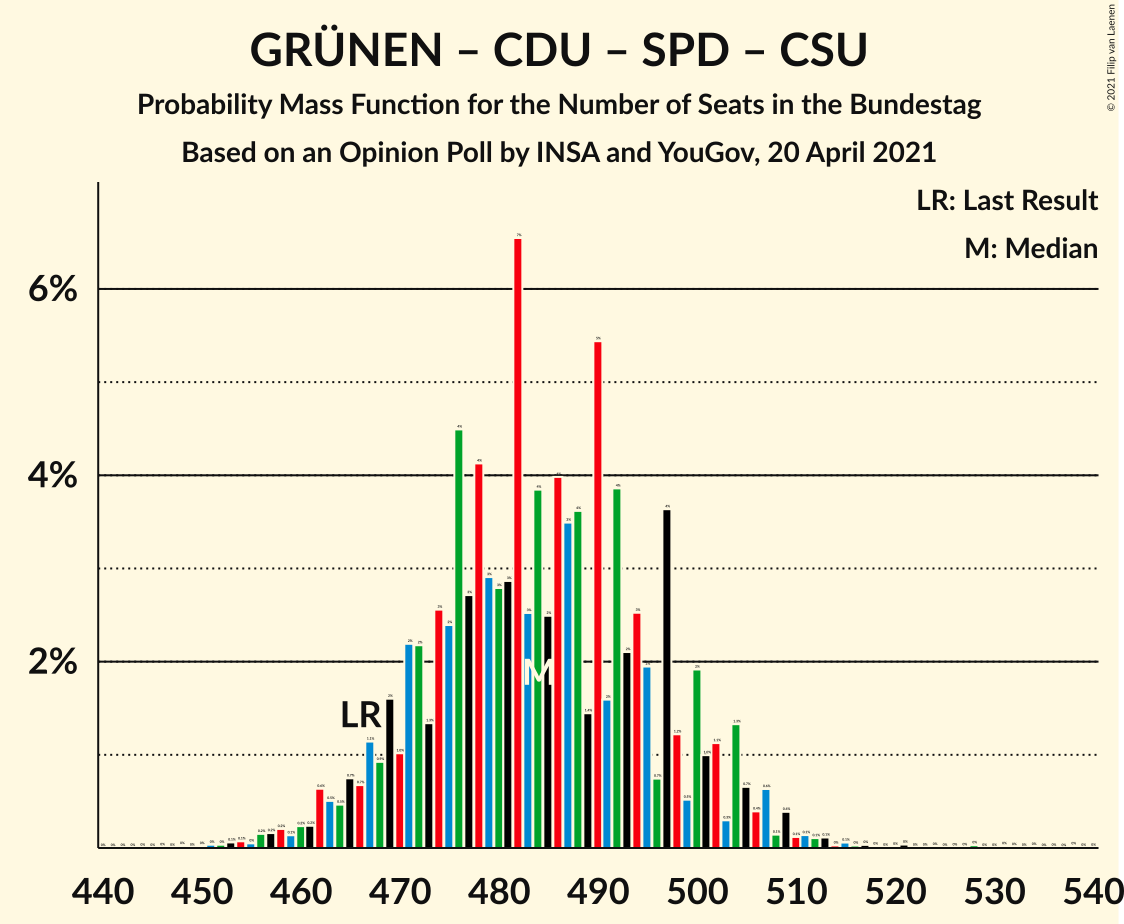 GRÜNEN – CDU – SPD – CSU
Probability Mass Function for the Number of Seats in the Bundestag
Based on an Opinion Poll by INSA and YouGov, 20 April 2021
© 2021 Filip van Laenen
LR: Last Result
M: Median
6%
4%
2%
LR
M
440 450 460 470 480 490 500 510 520 530 540